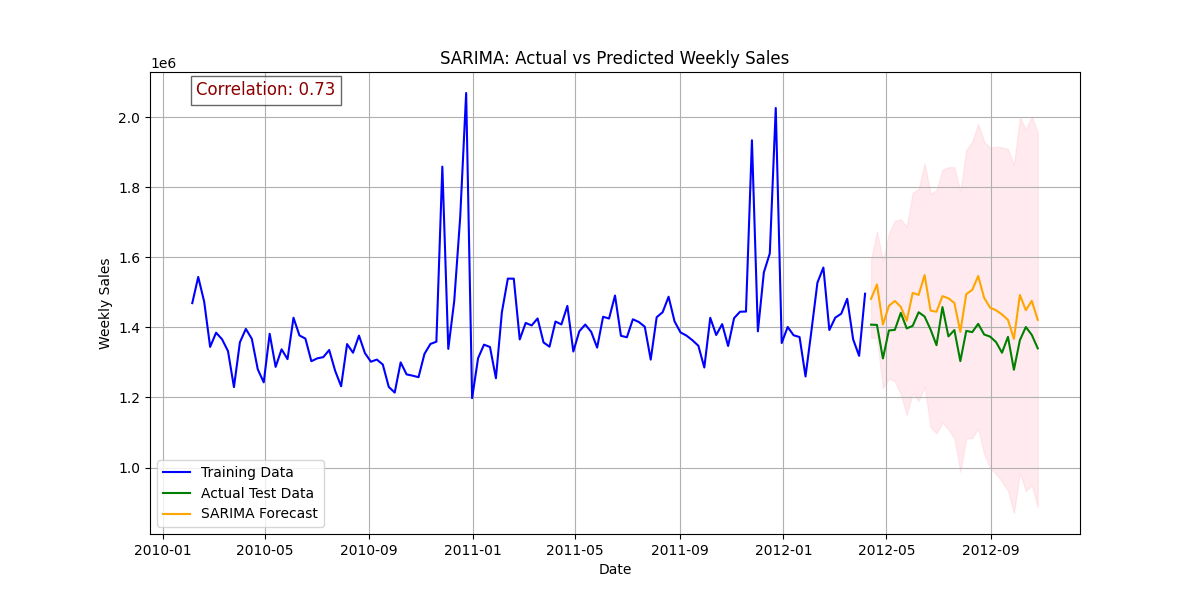 SARIMA: Actual vs Predicted Weekly Sales
1e6
Correlation: 0.73
2.0
1.8
1.6
1.4
1.2
1.0
Weekly Sales
Training Data
Actual Test Data
SARIMA Forecast
2010-01 2010-05 2010-09 2011-01 2011-05 2011-09 2012-01 2012-05 2012-09
Date